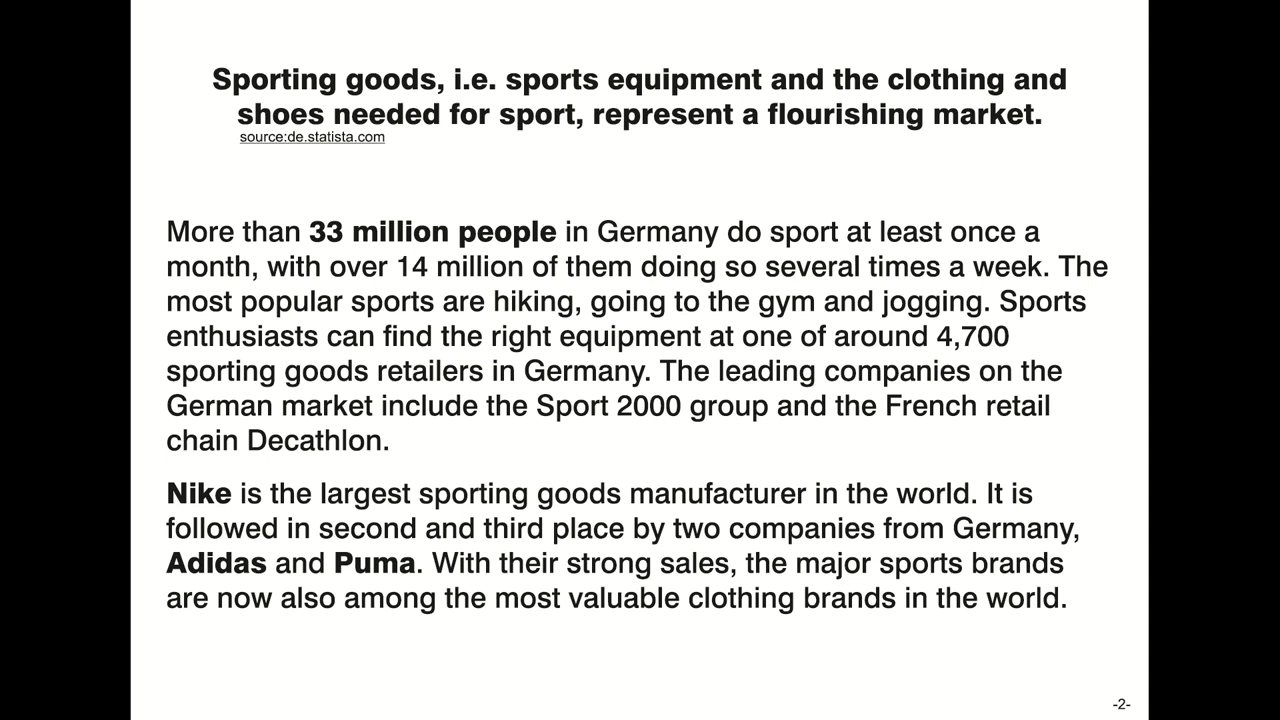 Sporting goods, i.e. sports equipment and the clothing and
shoes needed for sport, represent a flourishing market.
source:de.statista.com
More than 33 million people in Germany do sport at least once a
month, with over 14 million of them doing so several times a week. The
most popular sports are hiking, going to the gym and jogging. Sports
enthusiasts can find the right equipment at one of around 4,700
sporting goods retailers in Germany. The leading companies on the
German market include the Sport 2000 group and the French retail
chain Decathlon.
Nike is the largest sporting goods manufacturer in the world. It is
followed in second and third place by two companies from Germany,
Adidas and Puma. With their strong sales, the major sports brands
are now also among the most valuable clothing brands in the world.
-2-